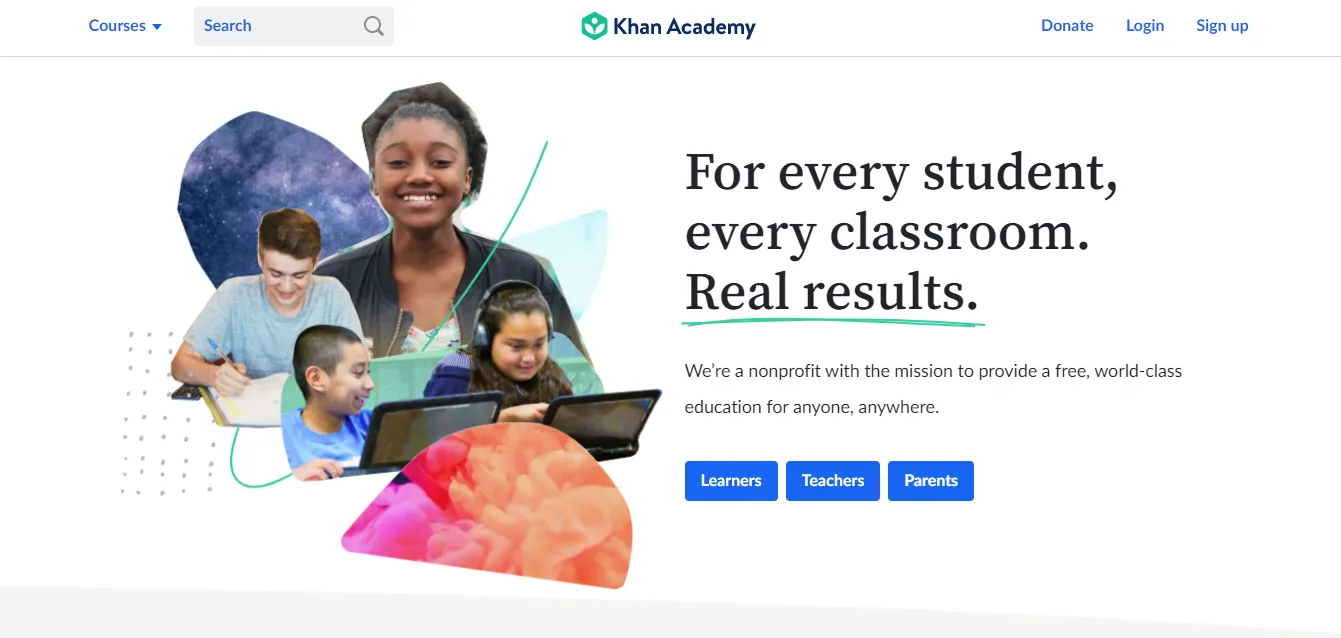 Courses
Search
Khan Academy
Donate
Login
Sign up
For every student,
every classroom.
Real results.
We’re a nonprofit with the mission to provide a free, world-class
education for anyone, anywhere.
Learners
Teachers
Parents